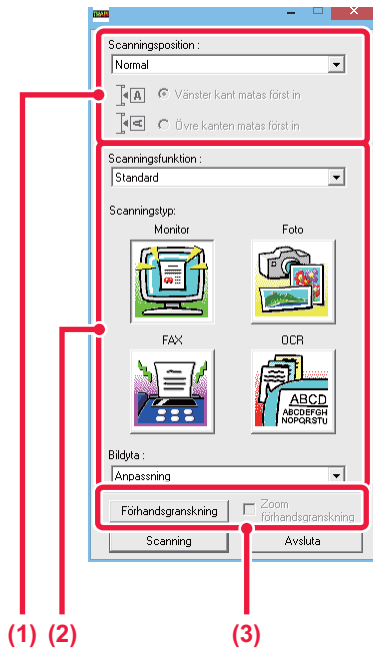 TWAIN
Scanningsposition :
Normal
A Vänster kant matas först in
A Övre kanten matas först in
Scanningsfunktion :
Standard
Scanningstyp:
Monitor Foto
FAX OCR
ABCD
ABCDEFGH
NOPQRSTU
Bildyta :
Anpassning
Förhandsgranskning Zoom
förhandsgranskning
Scanning Avsluta
(1) (2) (3)